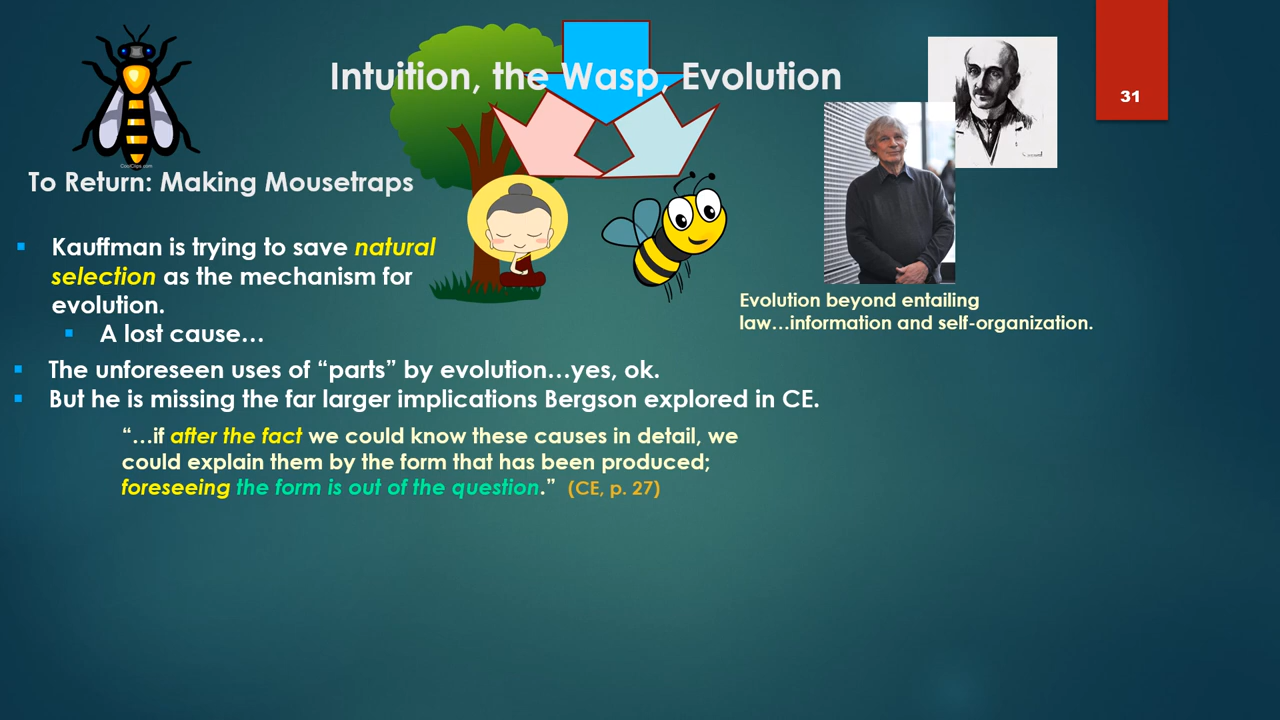 Intuition, the Wasp, Evolution
31
CoolClips.com
To Return: Making Mousetraps
▪ Kauffman is trying to save natural
selection as the mechanism for
evolution.
▪ A lost cause…
Evolution beyond entailing
law…information and self-organization.
▪ The unforeseen uses of “parts” by evolution…yes, ok.
▪ But he is missing the far larger implications Bergson explored in CE.
“…if after the fact we could know these causes in detail, we
could explain them by the form that has been produced;
foreseeing the form is out of the question.” (CE, p. 27)